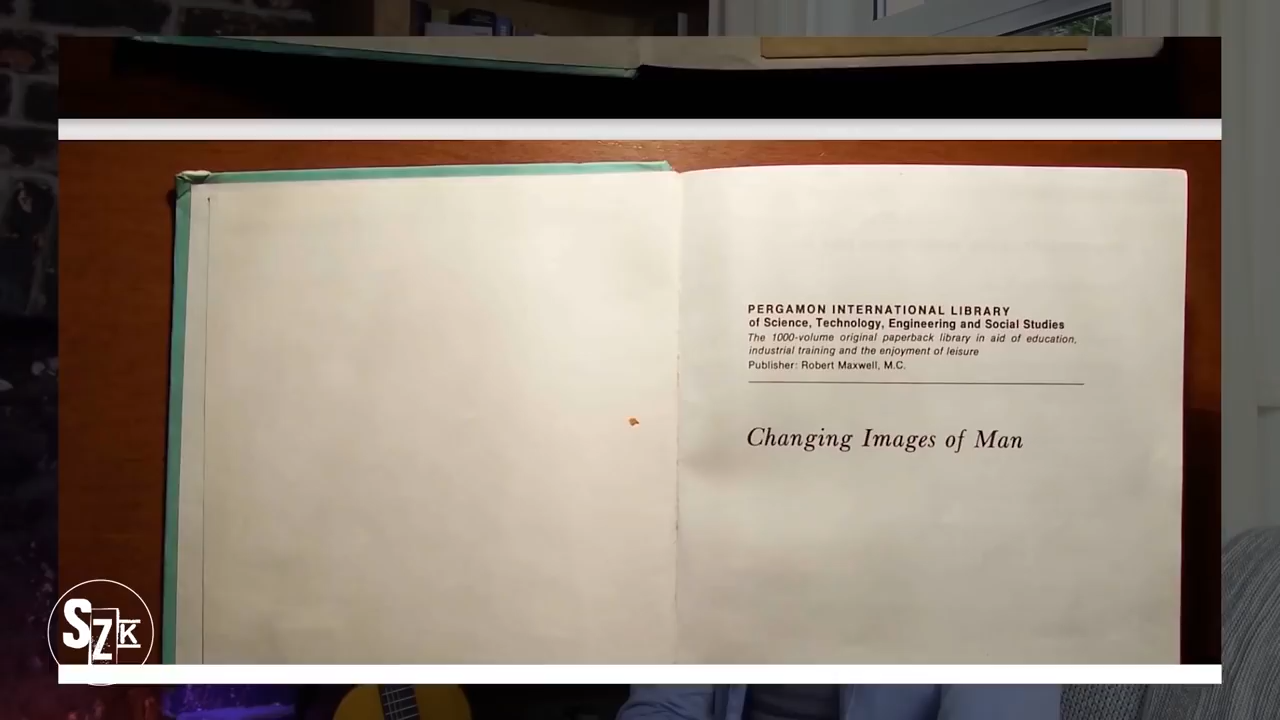 PERGAMON INTERNATIONAL LIBRARY
of Science, Technology, Engineering and Social Studies
The 1000-volume original paperback library in aid of education,
industrial training and the enjoyment of leisure
Publisher: Robert Maxwell, M.C.
Changing Images of Man
SZK